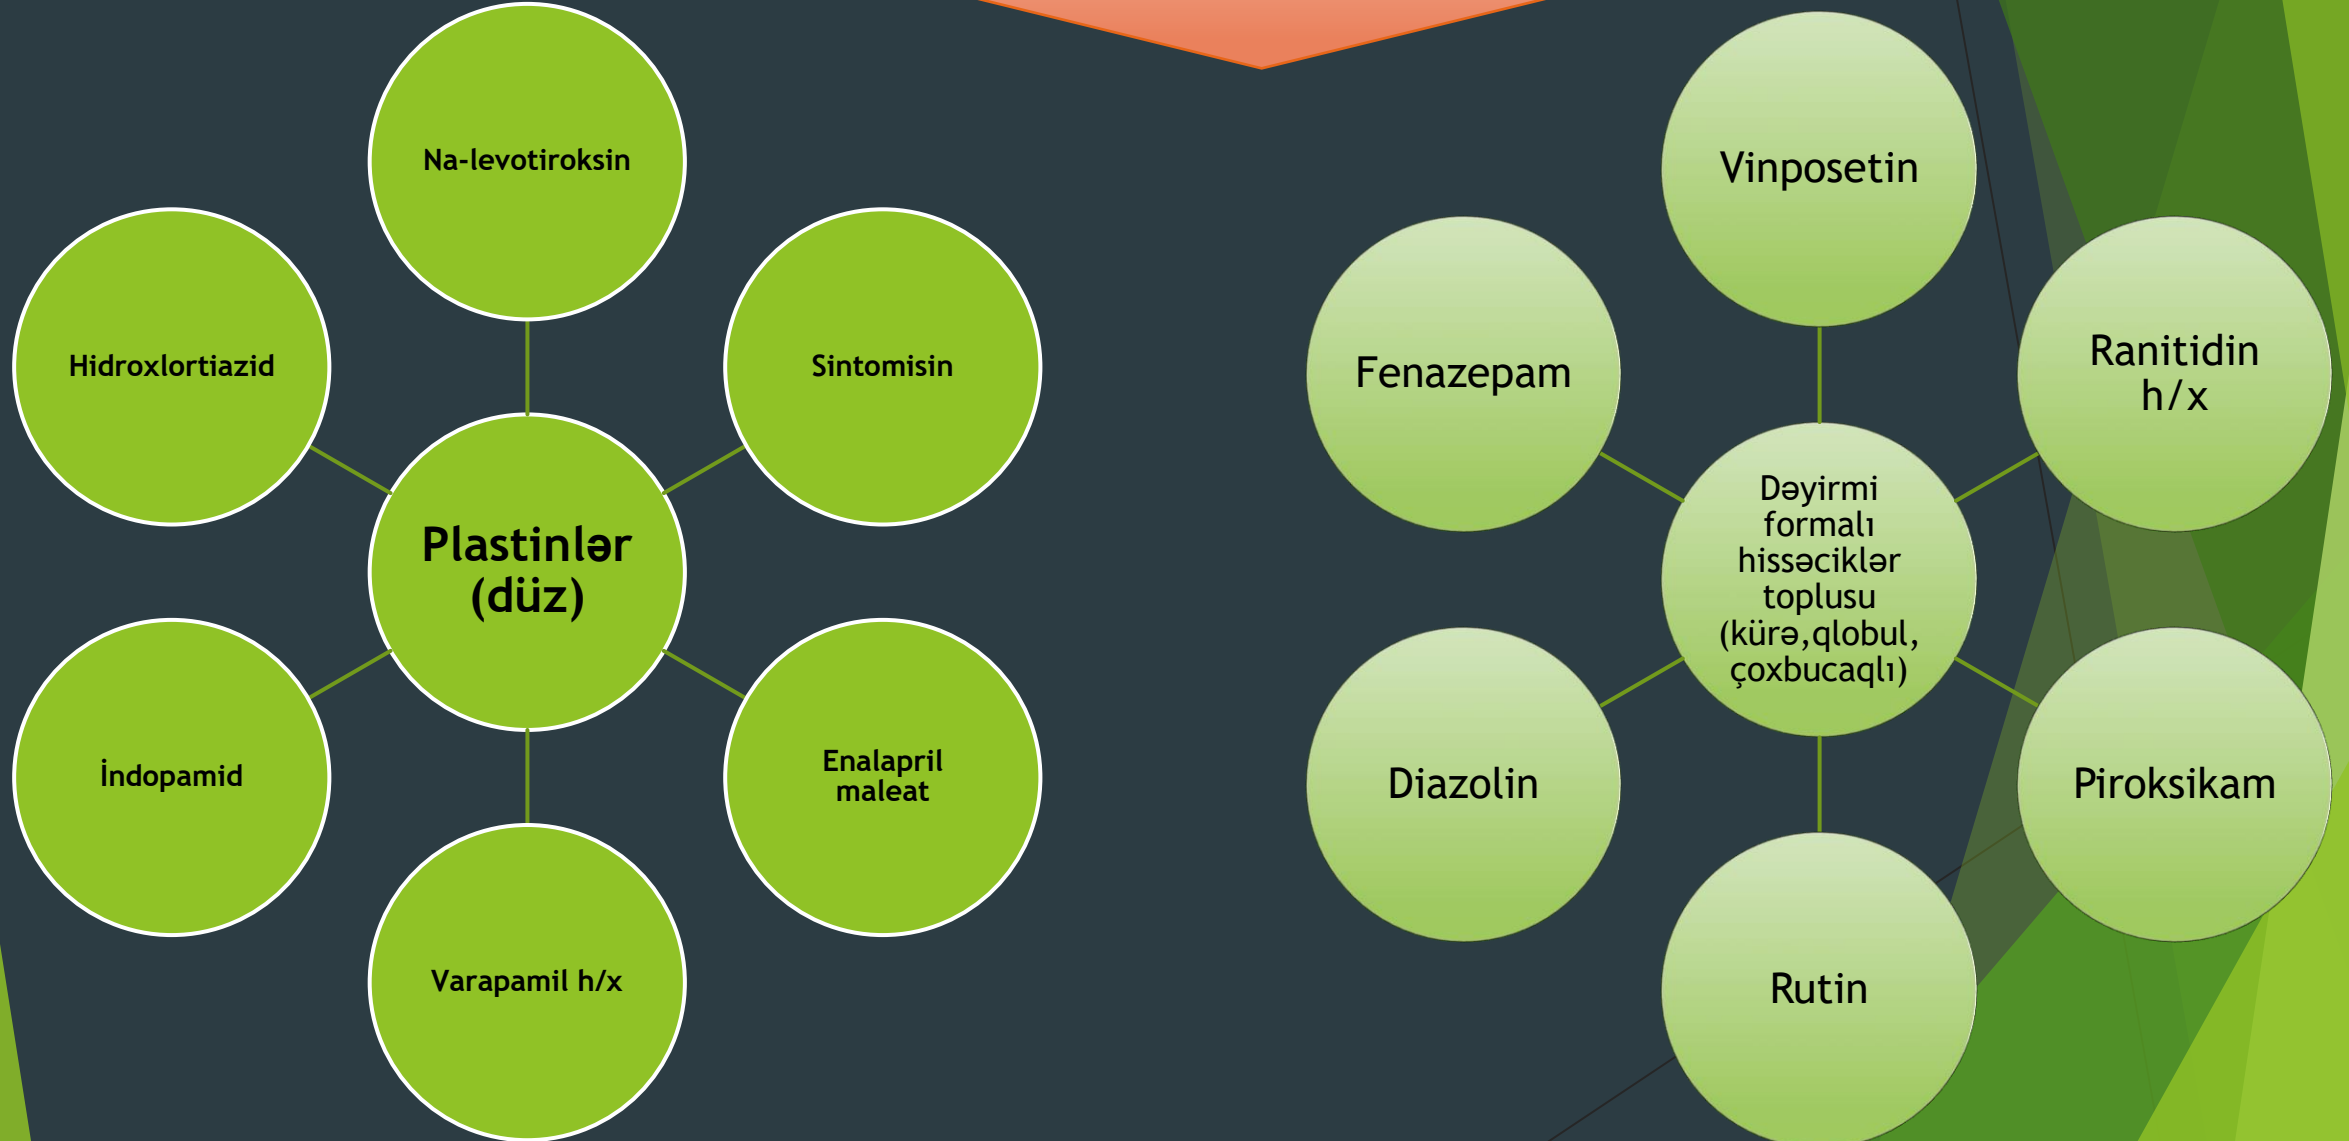 Na-levotiroksin
Sintomisin
Enalapril
maleat
Varapamil h/x
İndopamid
Hidroxlortiazid
Plastinlər
(düz)
Vinposetin
Ranitidin
h/x
Piroksikam
Rutin
Diazolin
Fenazepam
Dəyirmi
formalı
hissəciklər
toplusu
(kürə,qlobul,
çoxbucaqlı)